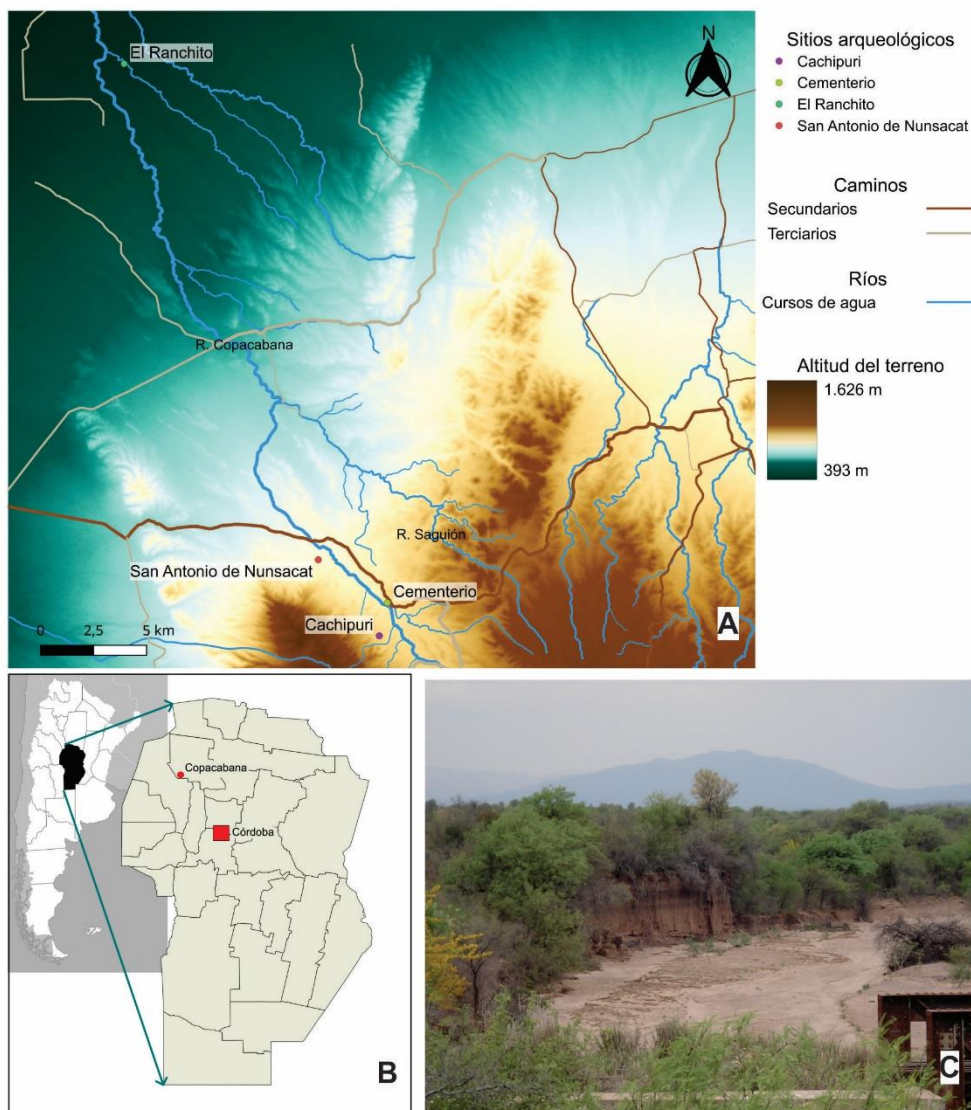 El Ranchito
N
R. Copacabana
R. Saguión
San Antonio de Nunsacat
Cementerio
Cachipuri
0 2,5 5 km
A
Sitios arqueológicos
Cachipuri
Cementerio
El Ranchito
San Antonio de Nunsacat
Caminos
Secundarios
Terciarios
Ríos
Cursos de agua
Altitud del terreno
1.626 m
393 m
Copacabana
Córdoba
B
C